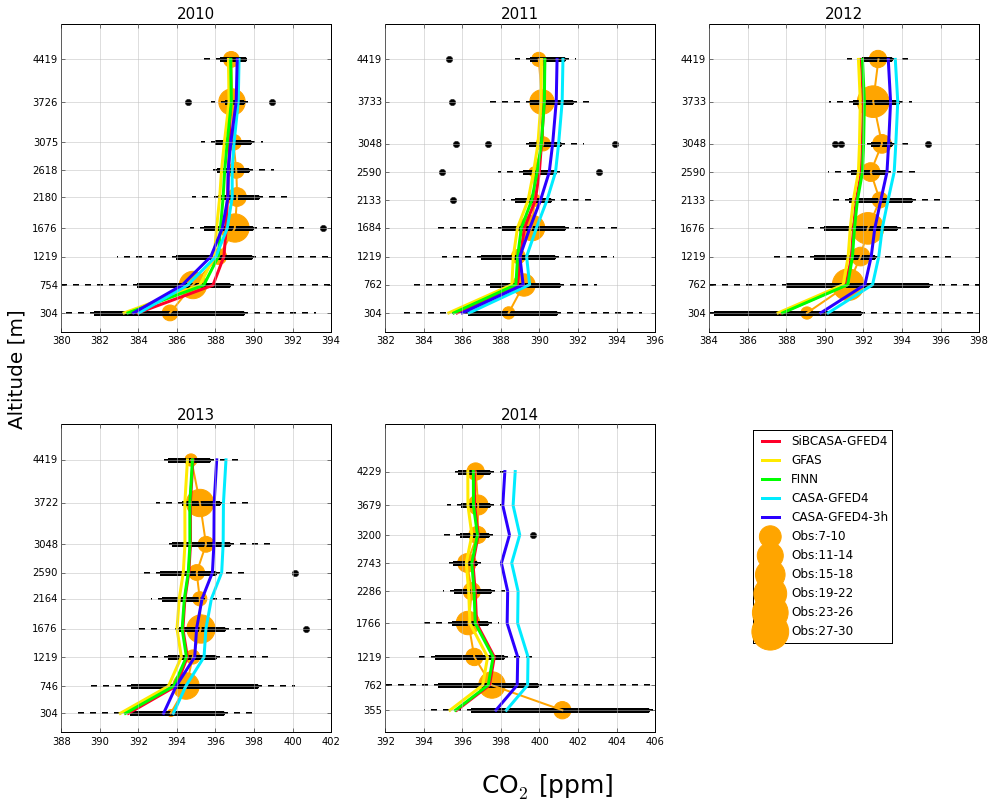 2010
2011
2012
4419
3726
3075
2618
2180
1676
1219
754
304
380 382 384 386 388 390 392 394
4419
3733
3048
2590
2133
1684
1219
762
304
382 384 386 388 390 392 394 396
4419
3733
3048
2590
2133
1676
1219
762
304
384 386 388 390 392 394 396 398
Altitude [m]
2013
2014
4419
3722
3048
2590
2164
1676
1219
746
304
388 390 392 394 396 398 400 402
4229
3679
3200
2743
2286
1766
1219
762
355
392 394 396 398 400 402 404 406
SiBCASA-GFED4
GFAS
FINN
CASA-GFED4
CASA-GFED4-3h
Obs:7-10
Obs:11-14
Obs:15-18
Obs:19-22
Obs:23-26
Obs:27-30
CO₂ [ppm]